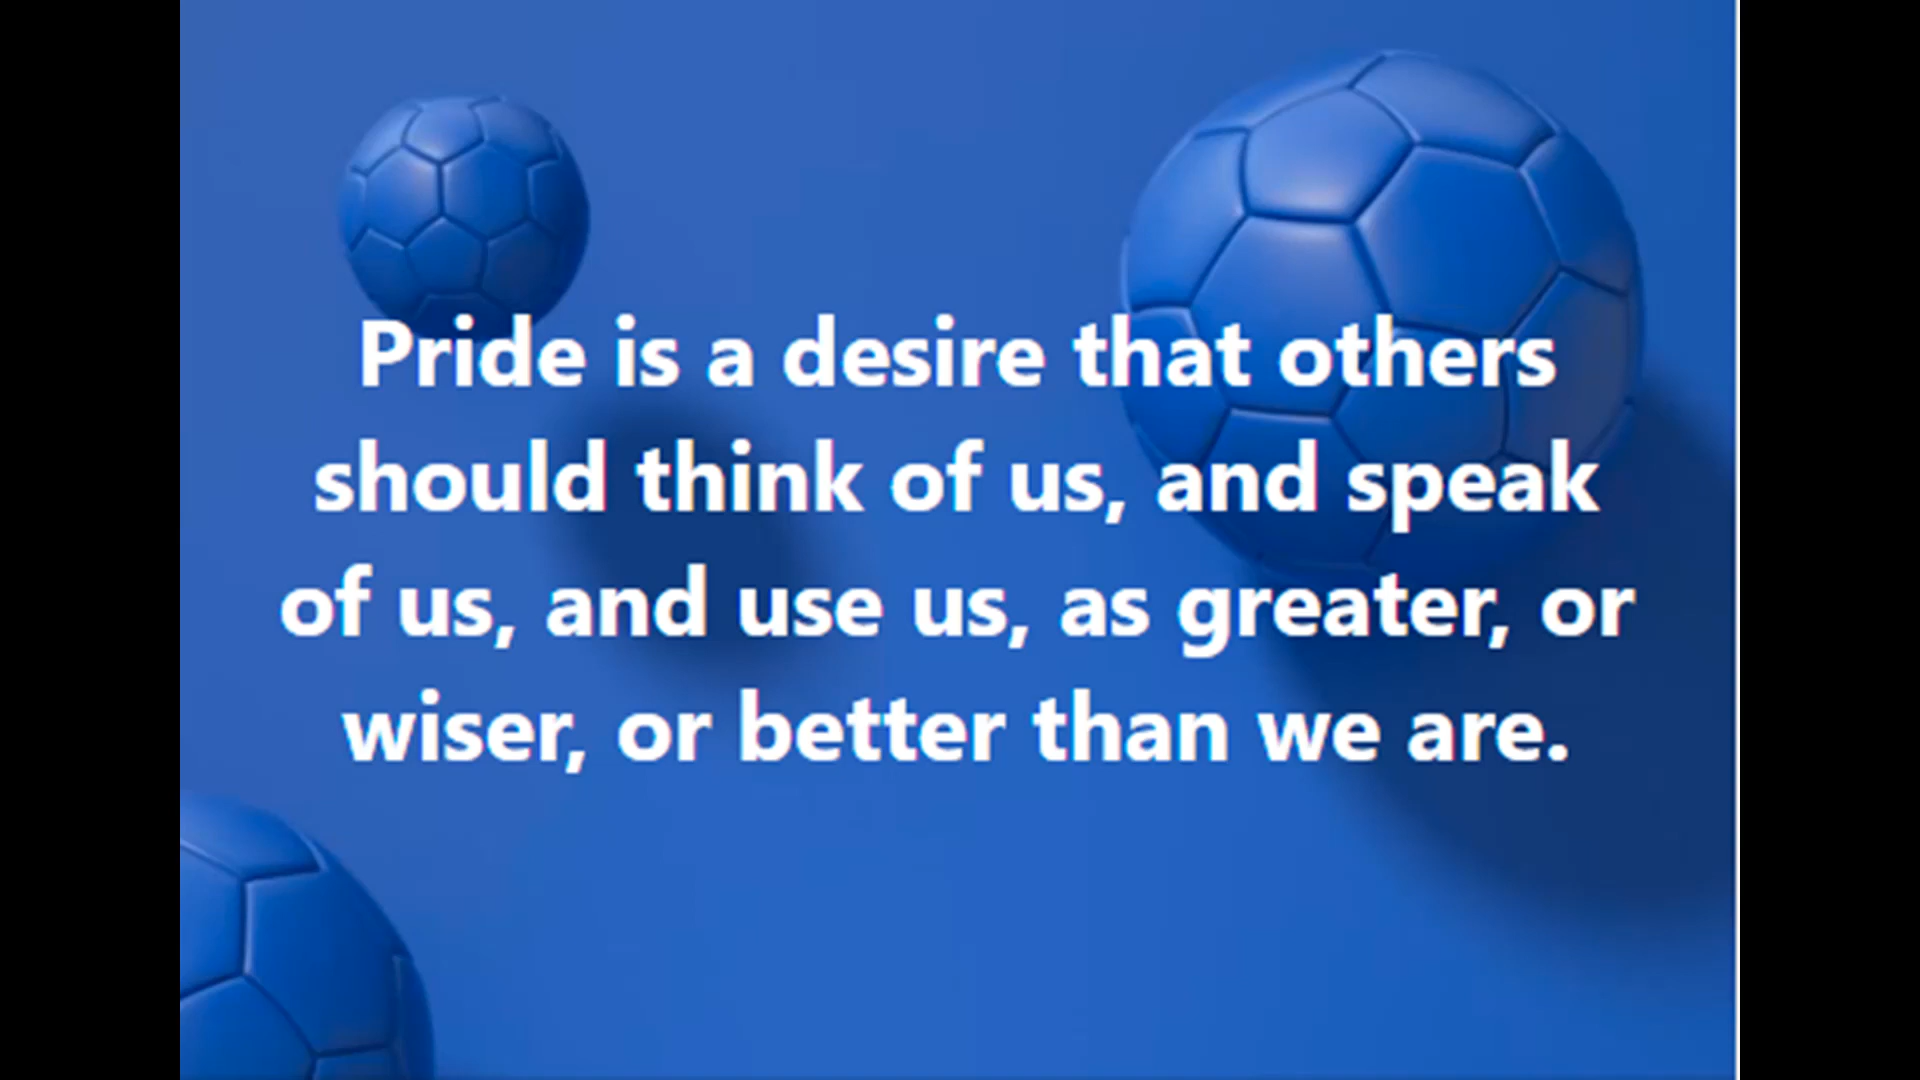 Pride is a desire that others
should think of us, and speak
of us, and use us, as greater, or
wiser, or better than we are.